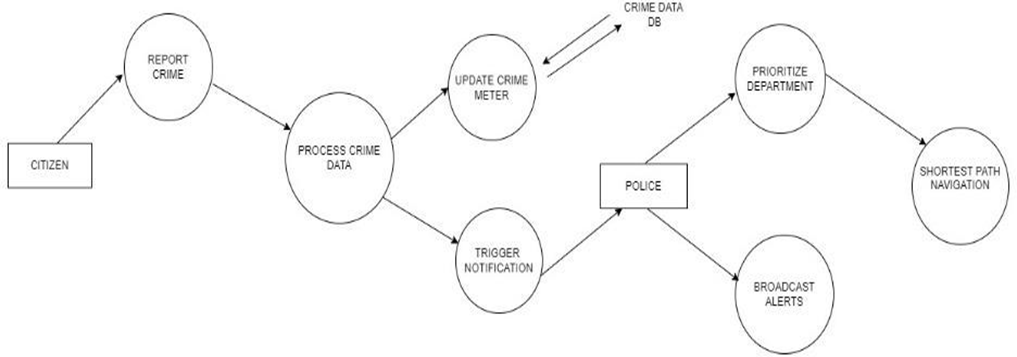 CRIME DATA
DB
REPORT
CRIME
UPDATE CRIME
METER
PRIORITIZE
DEPARTMENT
CITIZEN
PROCESS CRIME
DATA
POLICE
SHORTEST PATH
NAVIGATION
TRIGGER
NOTIFICATION
BROADCAST
ALERTS